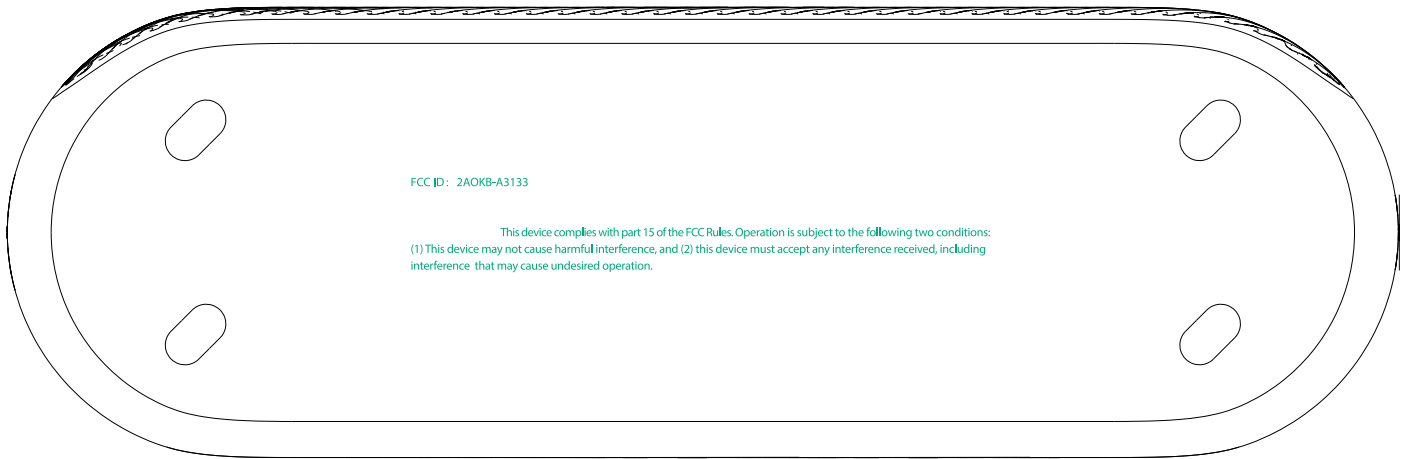 FCC ID: 2AOKB-A3133
This device complies with part 15 of the FCC Rules. Operation is subject to the following two conditions:
(1) This device may not cause harmful interference, and (2) this device must accept any interference received, including
interference that may cause undesired operation.